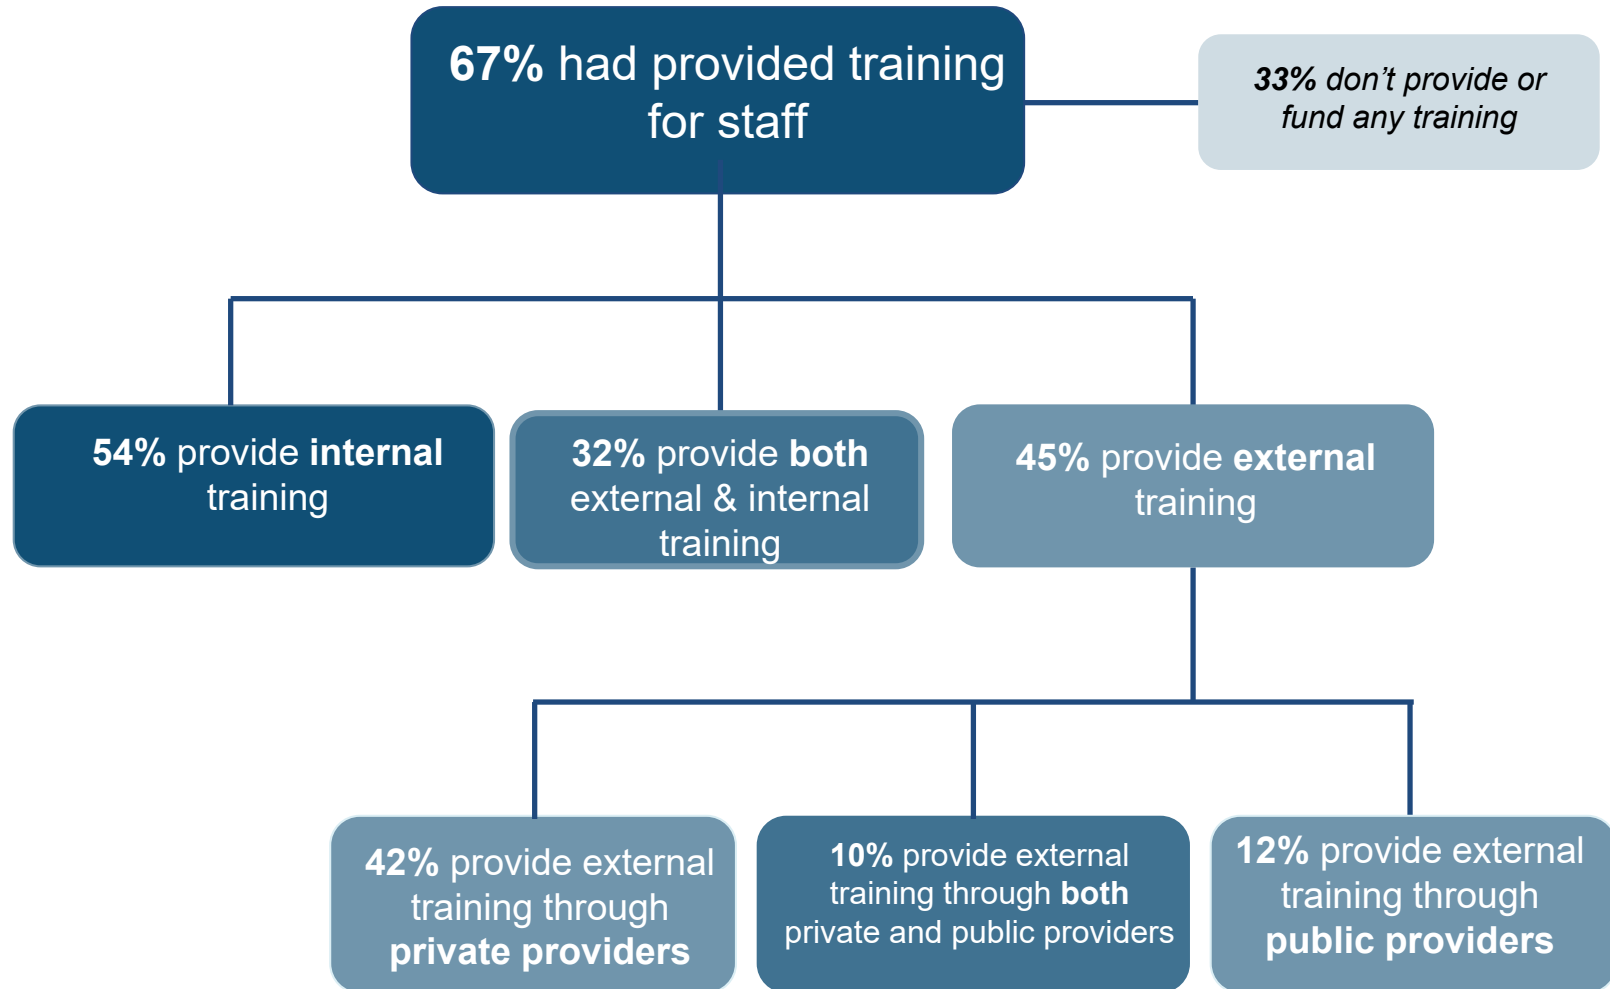 67% had provided training
for staff
33% don’t provide or
fund any training
54% provide internal
training
32% provide both
external & internal
training
45% provide external
training
42% provide external
training through
private providers
10% provide external
training through both
private and public providers
12% provide external
training through
public providers